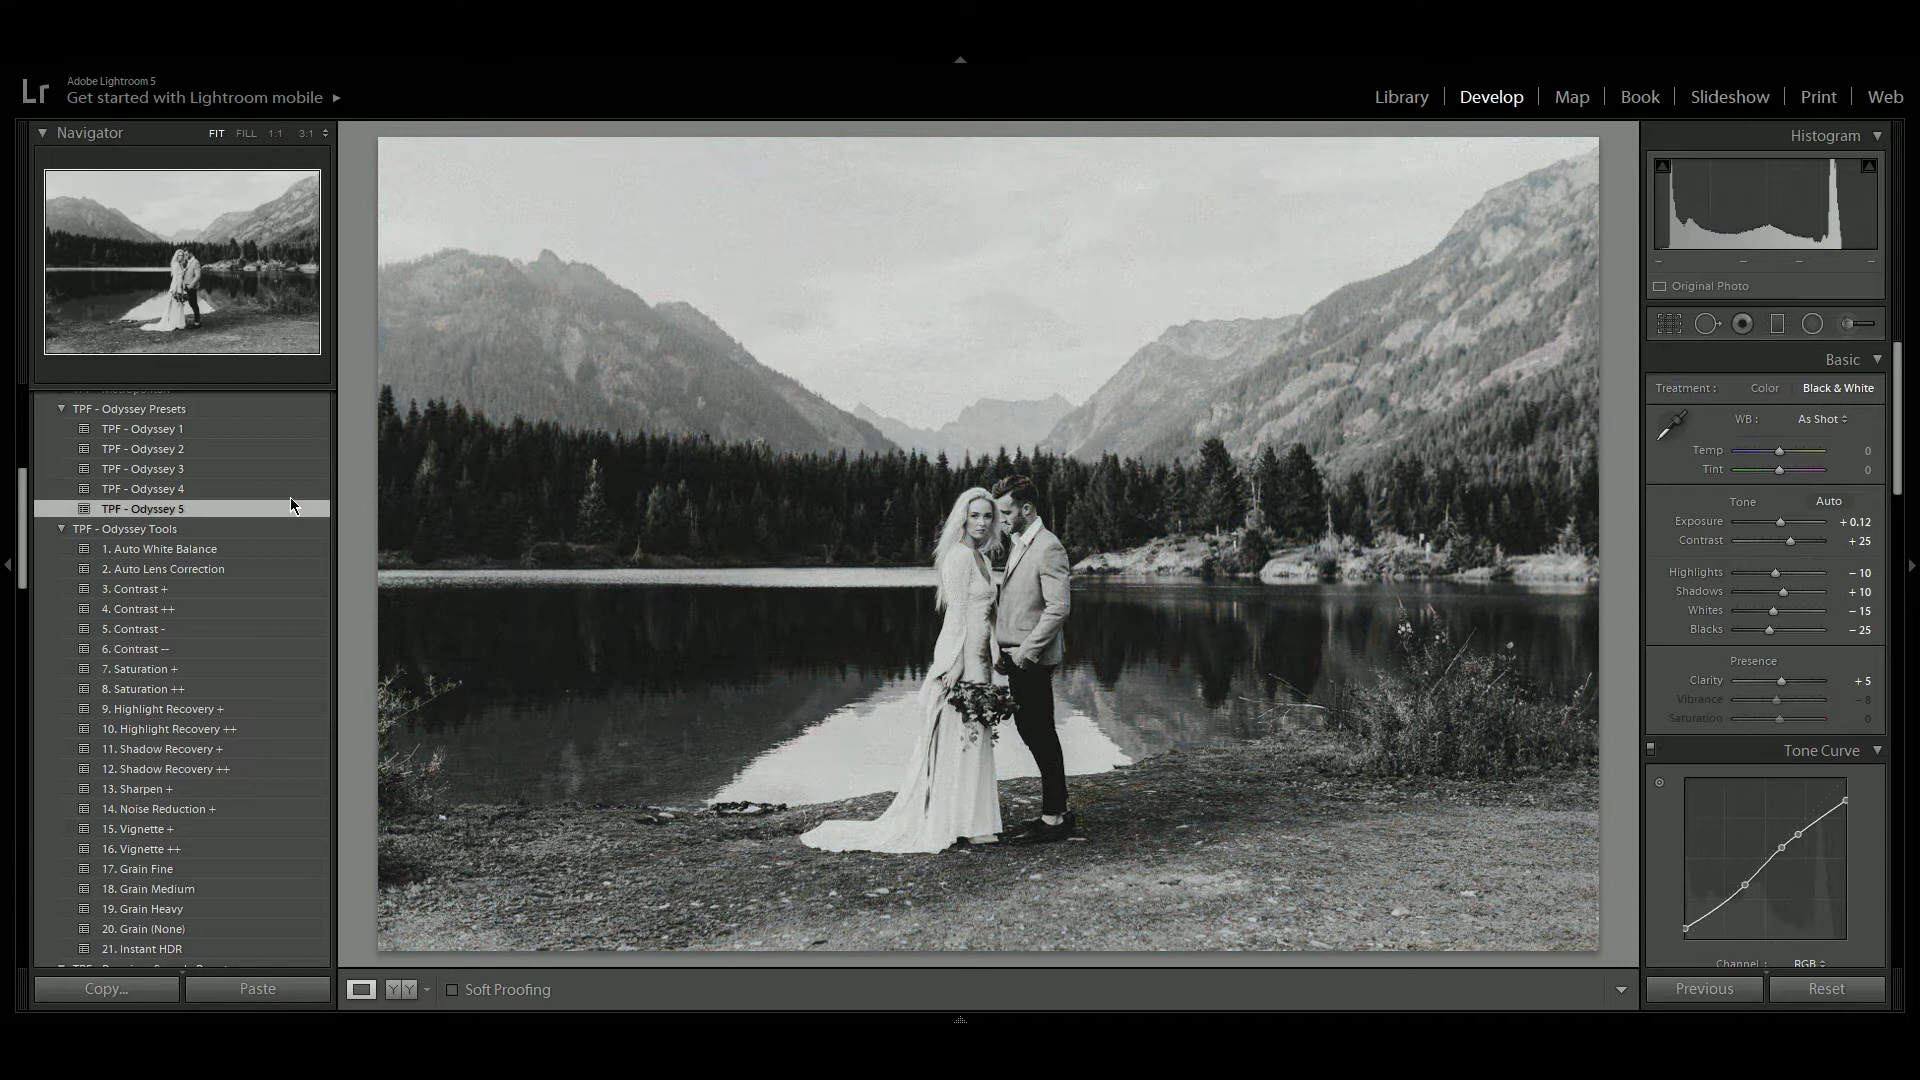 Lr
Adobe Lightroom 5
Get started with Lightroom mobile
Library
Develop
Map
Book
Slideshow
Print
Web
Navigator FIT FILL 1:1 3:1
TPF - Odyssey Presets
TPF - Odyssey 1
TPF - Odyssey 2
TPF - Odyssey 3
TPF - Odyssey 4
TPF - Odyssey 5
TPF - Odyssey Tools
1. Auto White Balance
2. Auto Lens Correction
3. Contrast +
4. Contrast ++
5. Contrast -
6. Contrast --
7. Saturation +
8. Saturation ++
9. Highlight Recovery +
10. Highlight Recovery ++
11. Shadow Recovery +
12. Shadow Recovery ++
13. Sharpen +
14. Noise Reduction +
15. Vignette +
16. Vignette ++
17. Grain Fine
18. Grain Medium
19. Grain Heavy
20. Grain (None)
21. Instant HDR
Copy...
Paste
YY
Soft Proofing
Histogram
Original Photo
Basic
Treatment : Color Black & White
WB : As Shot
Temp 0
Tint 0
Tone Auto
Exposure + 0.12
Contrast + 25
Highlights - 10
Shadows + 10
Whites - 15
Blacks - 25
Presence
Clarity + 5
Vibrance - 8
Saturation 0
Tone Curve
Channel : RGB
Previous
Reset